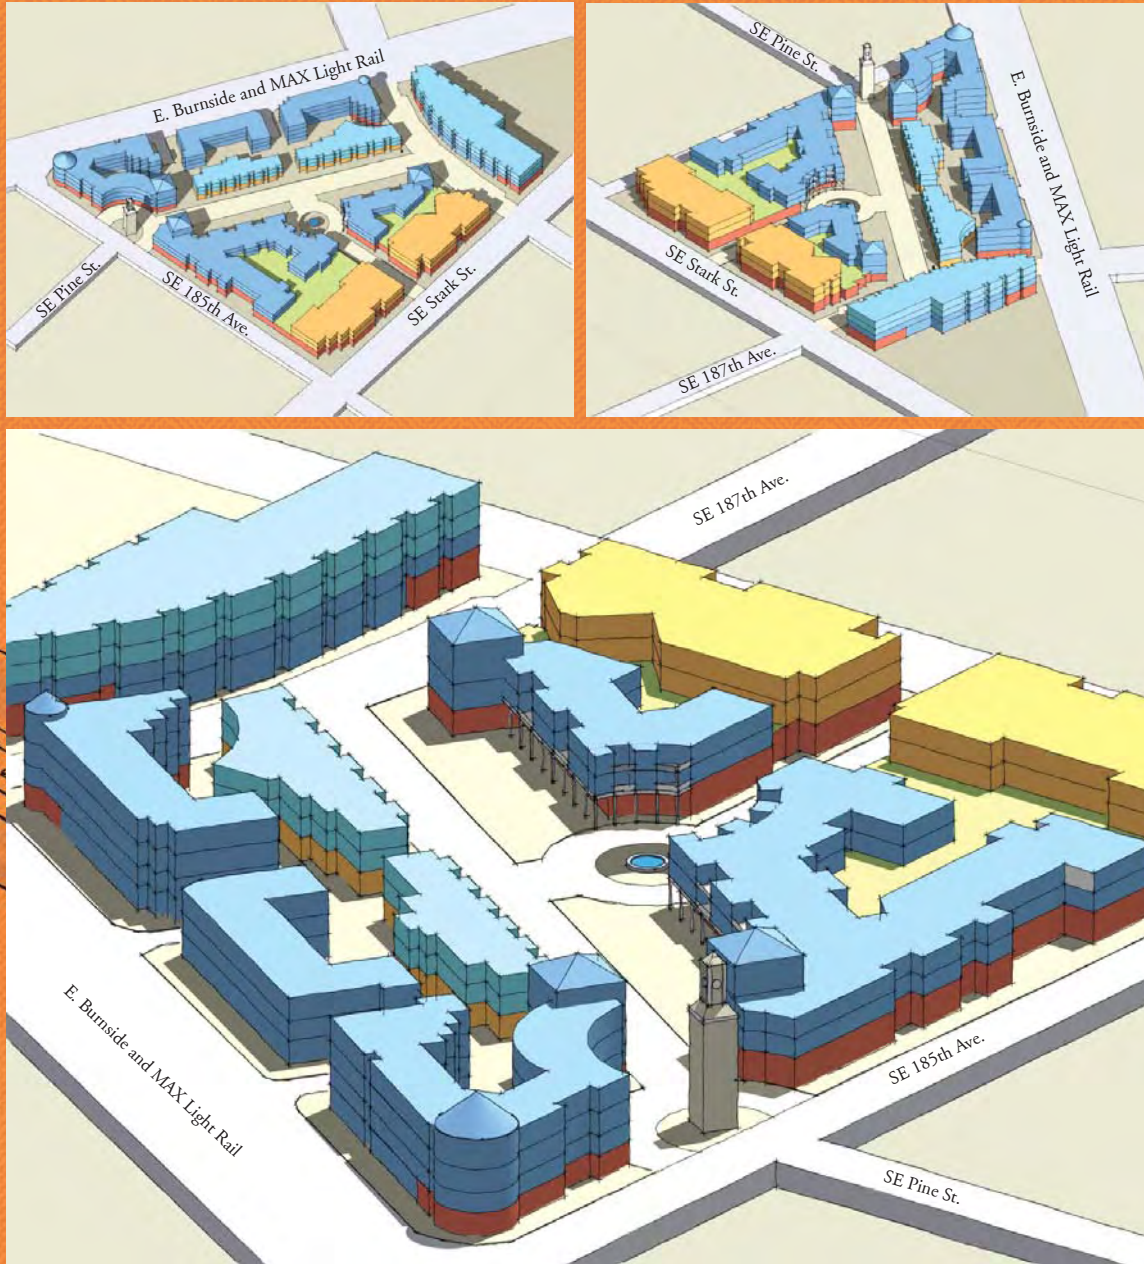 E. Burnside and MAX Light Rail
SE Pine St.
SE 185th Ave.
SE Stark St.
SE Pine St.
E. Burnside and MAX Light Rail
SE Stark St.
SE 187th Ave.
SE 187th Ave.
E. Burnside and MAX Light Rail
SE 185th Ave.
SE Pine St.